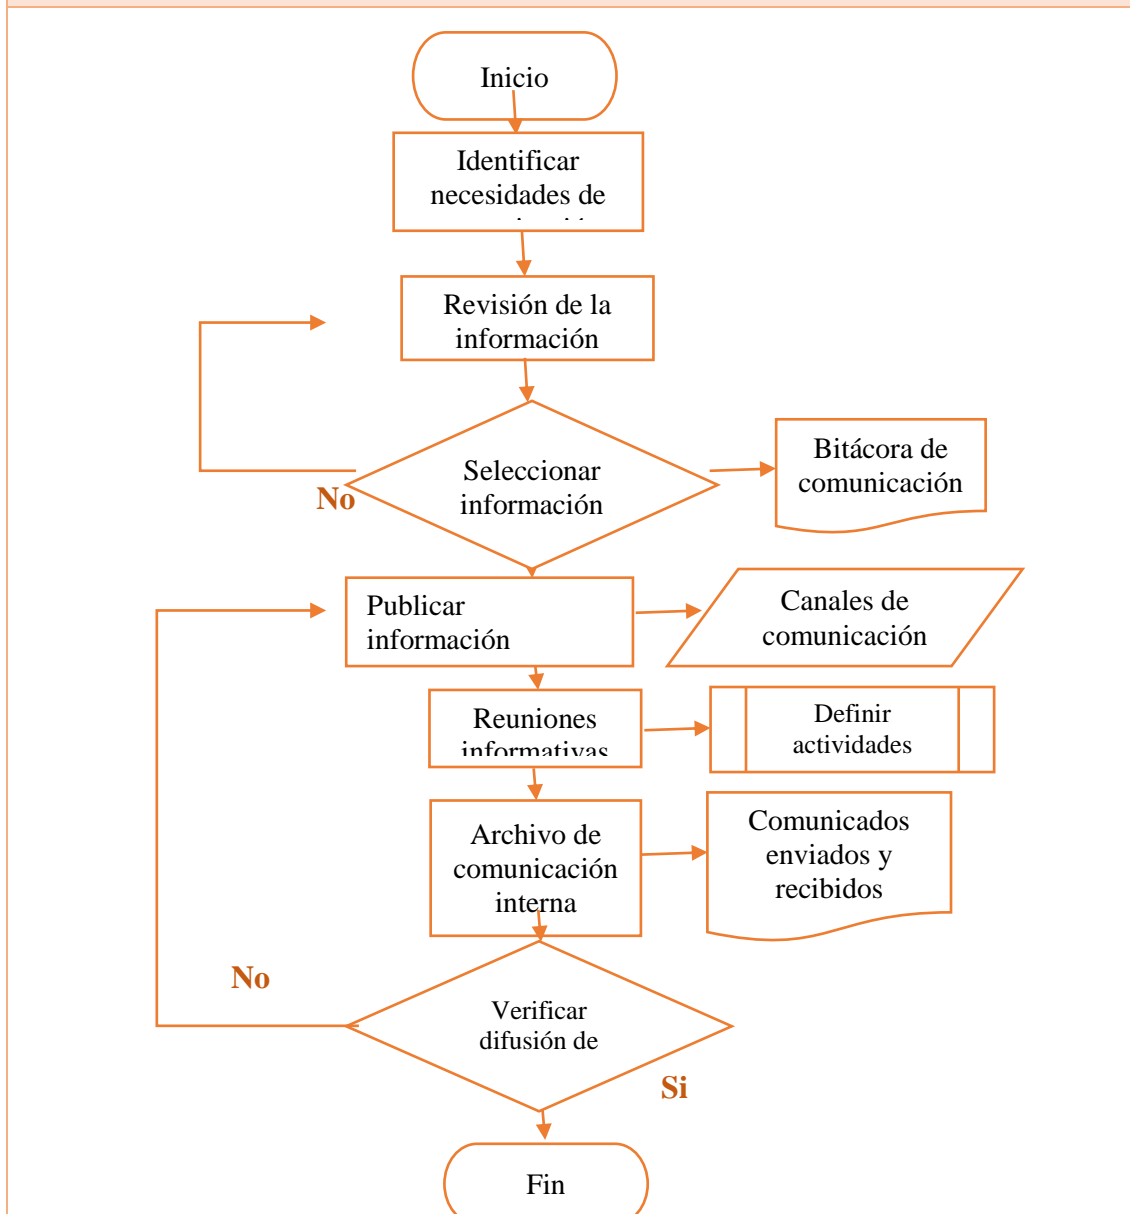 Inicio
Identificar
necesidades de
Revisión de la
información
Seleccionar
información
No
Bitácora de
comunicación
Publicar
información
Canales de
comunicación
Reuniones
informativas
Definir
actividades
Archivo de
comunicación
interna
Comunicados
enviados y
recibidos
No
Verificar
difusión de
Si
Fin